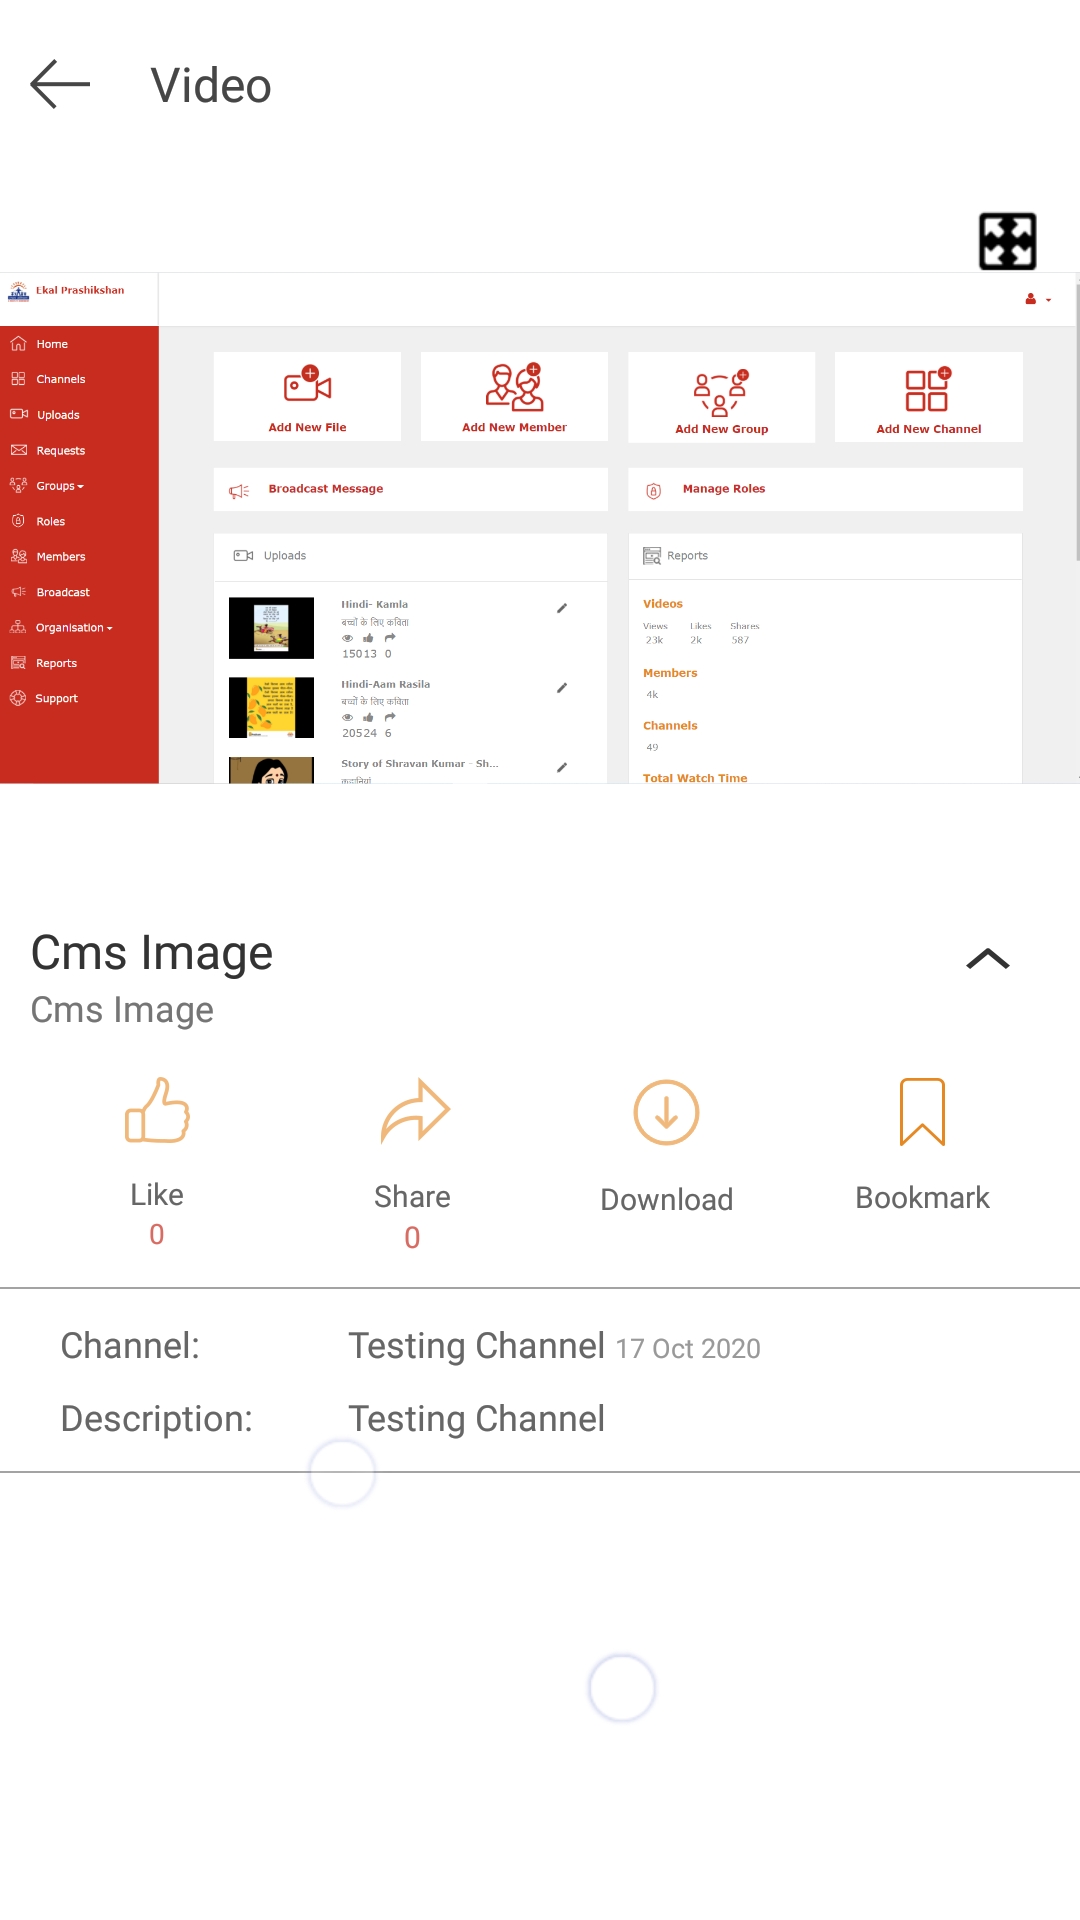 Video
Ekal Prashikshan
Home
Channels
Uploads
Requests
Groups
Roles
Members
Broadcast
Organisation
Reports
Support
Add New File
Add New Member
Add New Group
Add New Channel
Broadcast Message
Manage Roles
Uploads
Hindi- Kamla
बच्चों के लिए कविता
15013 0
Hindi-Aam Rasila
बच्चों के लिए कविता
20524 6
Story of Shravan Kumar - Sh...
कहानियां
Reports
Videos
Views Likes Shares
23k 2k 587
Members
4k
Channels
49
Total Watch Time
Cms Image
Cms Image
Like
0
Share
0
Download
Bookmark
Channel: Testing Channel 17 Oct 2020
Description: Testing Channel